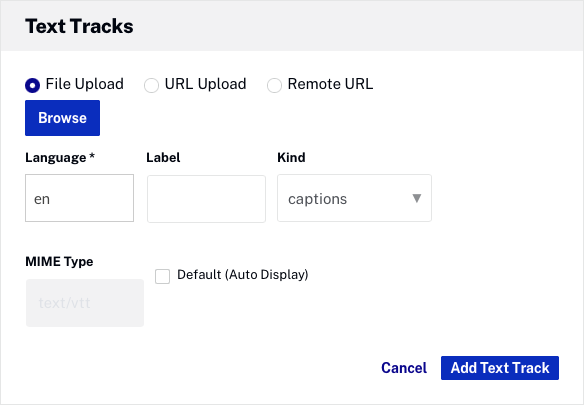 Text Tracks
File Upload URL Upload Remote URL
Browse
Language * Label Kind
en captions
MIME Type
Default (Auto Display)
text/vtt
Cancel Add Text Track